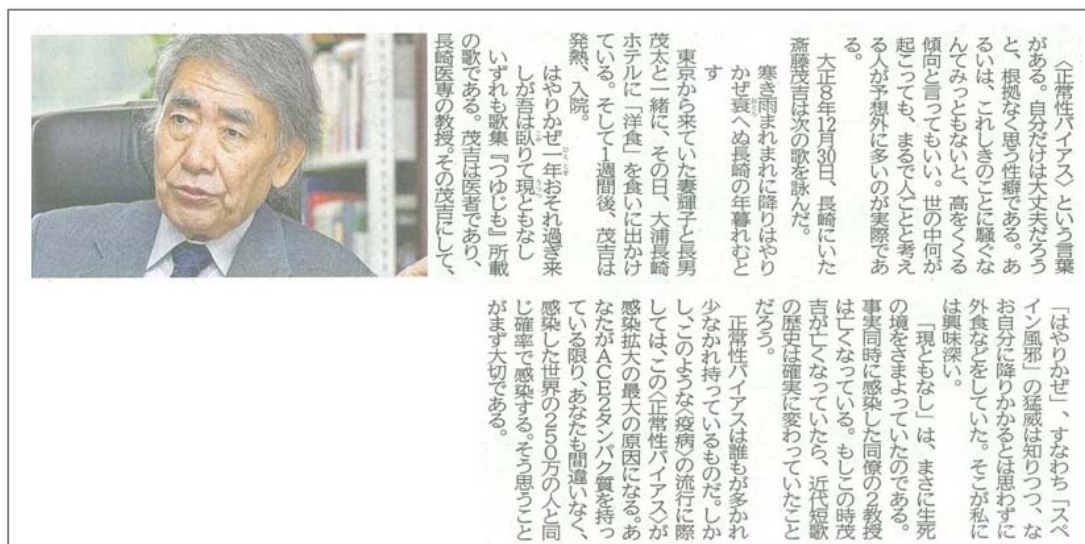 〈正常性バイアス〉という言葉
がある。自分だけは大丈夫だろう
と、根拠なく思う性癖である。あ
るいは、これしきのことに騒ぐな
んてみっともないと、高をくくる
傾向と言ってもいい。世の中何が
起こっても、まるで人ごとと考え
る人が予想外に多いのが実際であ
る。
大正8年12月30日、長崎にいた
斎藤茂吉は次の歌を詠んだ。
寒き雨まれまれに降りはやり
かぜ衰へぬ長崎の年暮れむと
す
東京から来ていた妻輝子と長男
茂太と一緒に、その日、大浦長崎
ホテルに「洋食」を食いに出かけ
ている。そして1週間後、茂吉は
発熱、入院。
はやりかぜ一年おそれ過ぎ来
しが吾は臥りて現ともなし
いずれも歌集『つゆじも』所載
の歌である。茂吉は医者であり、
長崎医専の教授。その茂吉にして、
「はやりかぜ」、すなわち「スペ
イン風邪」の猛威は知りつつ、な
お自分に降りかかるとは思わずに
外食などをしていた。そこが私に
は興味深い。
「現ともなし」は、まさに生死
の境をさまよっていたのである。
事実同時に感染した同僚の2教授
は亡くなっている。もしこの時茂
吉が亡くなっていたら、近代短歌
の歴史は確実に変わっていたこと
だろう。
正常性バイアスは誰もが多かれ
少なかれ持っているものだ。しか
し、このような〈疫病〉の流行に際
しては、この〈正常性バイアス〉が
感染拡大の最大の原因になる。あ
なたがACE2タンパク質を持っ
ている限り、あなたも間違いなく、
感染した世界の250万の人と同
じ確率で感染する。そう思うこと
がまず大切である。